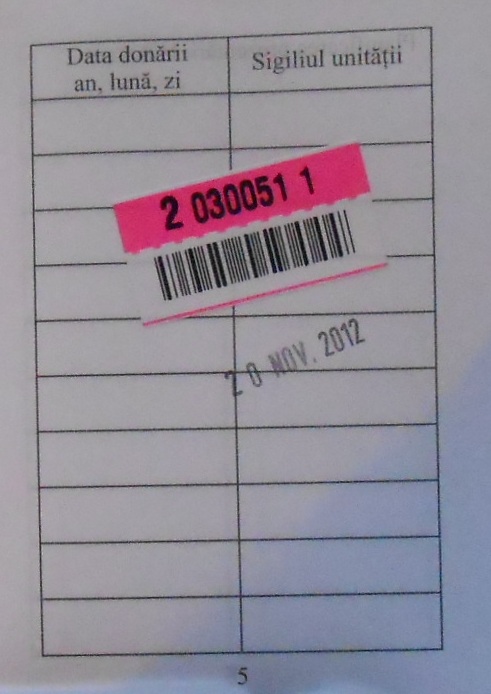 Data donării
an, lună, zi
Sigiliul unității
2 030051 1
20 NOV. 2012
5